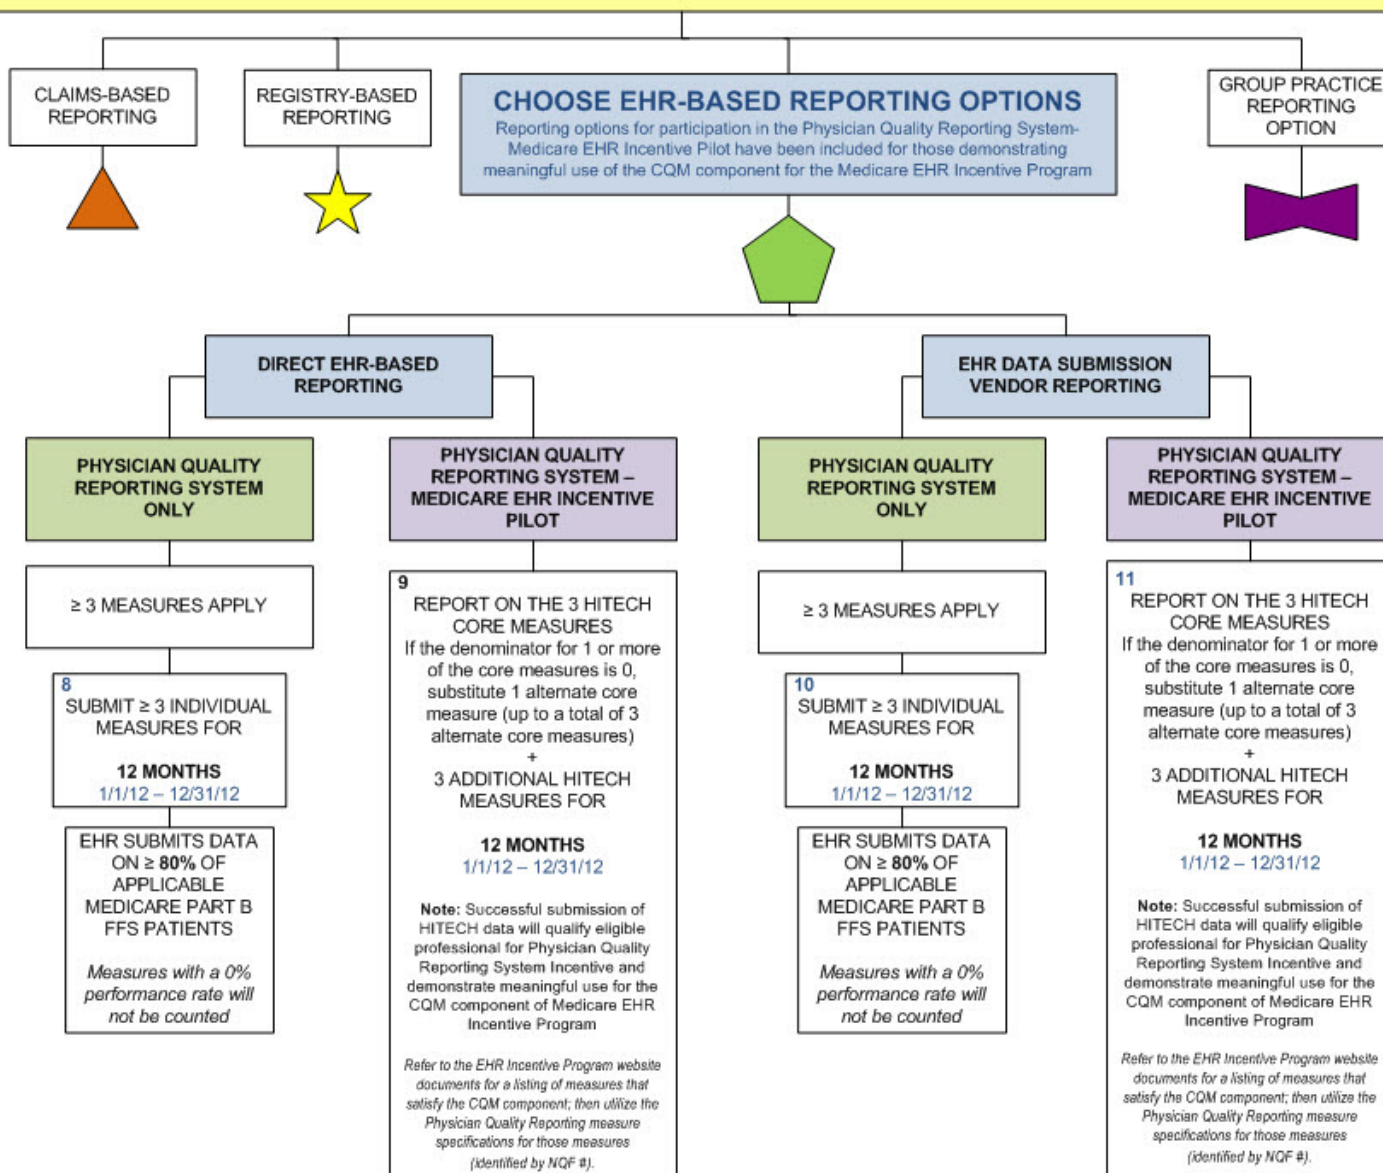 CLAIMS-BASED
REPORTING
REGISTRY-BASED
REPORTING
CHOOSE EHR-BASED REPORTING OPTIONS
Reporting options for participation in the Physician Quality Reporting System-
Medicare EHR Incentive Pilot have been included for those demonstrating
meaningful use of the CQM component for the Medicare EHR Incentive Program
GROUP PRACTICE
REPORTING
OPTION
DIRECT EHR-BASED
REPORTING
EHR DATA SUBMISSION
VENDOR REPORTING
PHYSICIAN QUALITY
REPORTING SYSTEM
ONLY
PHYSICIAN QUALITY
REPORTING SYSTEM –
MEDICARE EHR INCENTIVE
PILOT
PHYSICIAN QUALITY
REPORTING SYSTEM
ONLY
PHYSICIAN QUALITY
REPORTING SYSTEM –
MEDICARE EHR INCENTIVE
PILOT
≥ 3 MEASURES APPLY
8
SUBMIT ≥ 3 INDIVIDUAL
MEASURES FOR
12 MONTHS
1/1/12 – 12/31/12
EHR SUBMITS DATA
ON ≥ 80% OF
APPLICABLE
MEDICARE PART B
FFS PATIENTS
Measures with a 0%
performance rate will
not be counted
9
REPORT ON THE 3 HITECH
CORE MEASURES
If the denominator for 1 or more
of the core measures is 0,
substitute 1 alternate core
measure (up to a total of 3
alternate core measures)
+
3 ADDITIONAL HITECH
MEASURES FOR
12 MONTHS
1/1/12 – 12/31/12
Note: Successful submission of
HITECH data will qualify eligible
professional for Physician Quality
Reporting System Incentive and
demonstrate meaningful use for the
CQM component of Medicare EHR
Incentive Program
Refer to the EHR Incentive Program website
documents for a listing of measures that
satisfy the CQM component; then utilize the
Physician Quality Reporting measure
specifications for those measures
(identified by NQF #).
≥ 3 MEASURES APPLY
10
SUBMIT ≥ 3 INDIVIDUAL
MEASURES FOR
12 MONTHS
1/1/12 – 12/31/12
EHR SUBMITS DATA
ON ≥ 80% OF
APPLICABLE
MEDICARE PART B
FFS PATIENTS
Measures with a 0%
performance rate will
not be counted
11
REPORT ON THE 3 HITECH
CORE MEASURES
If the denominator for 1 or more
of the core measures is 0,
substitute 1 alternate core
measure (up to a total of 3
alternate core measures)
+
3 ADDITIONAL HITECH
MEASURES FOR
12 MONTHS
1/1/12 – 12/31/12
Note: Successful submission of
HITECH data will qualify eligible
professional for Physician Quality
Reporting System Incentive and
demonstrate meaningful use for the
CQM component of Medicare EHR
Incentive Program
Refer to the EHR Incentive Program website
documents for a listing of measures that
satisfy the CQM component; then utilize the
Physician Quality Reporting measure
specifications for those measures
(identified by NQF #).